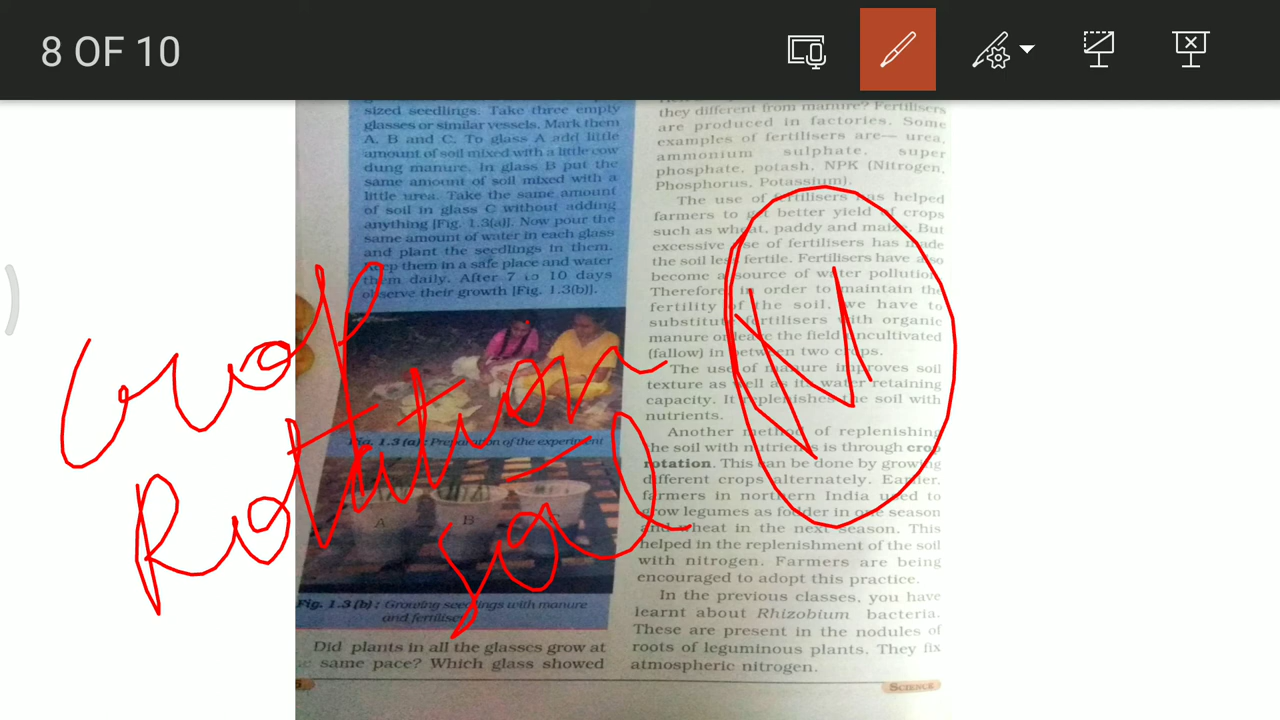 8 OF 10
sized seedlings. Take three empty
glasses or similar vessels. Mark them
A, B and C. To glass A add little
amount of soil mixed with a little cow
dung manure. In glass B put the
same amount of soil mixed with a
little urea. Take the same amount
of soil in glass C without adding
anything [Fig. 1.3(a)]. Now pour the
same amount of water in each glass
and plant the seedlings in them.
Keep them in a safe place and water
them daily. After 7 to 10 days
observe their growth [Fig. 1.3(b)].
Fig. 1.3 (a) : Preparation of the experiment
A B
Fig. 1.3 (b) : Growing seedlings with manure
and fertiliser
Did plants in all the glasses grow at
same pace? Which glass showed
they different from manure? Fertilisers
are produced in factories. Some
examples of fertilisers are— urea,
ammonium sulphate, super
phosphate, potash, NPK (Nitrogen,
Phosphorus, Potassium).
The use of fertilisers has helped
farmers to get better yield of crops
such as wheat, paddy and maize. But
excessive use of fertilisers has made
the soil less fertile. Fertilisers have also
become a source of water pollution.
Therefore, in order to maintain the
fertility of the soil, we have to
substitute fertilisers with organic
manure or leave the field uncultivated
(fallow) in between two crops.
The use of manure improves soil
texture as well as its water retaining
capacity. It replenishes the soil with
nutrients.
Another method of replenishing
the soil with nutrients is through crop
rotation. This can be done by growing
different crops alternately. Earlier,
farmers in northern India used to
grow legumes as fodder in one season
and wheat in the next season. This
helped in the replenishment of the soil
with nitrogen. Farmers are being
encouraged to adopt this practice.
In the previous classes, you have
learnt about Rhizobium bacteria.
These are present in the nodules of
roots of leguminous plants. They fix
atmospheric nitrogen.
SCIENCE
Crop
Rotation
soil
N